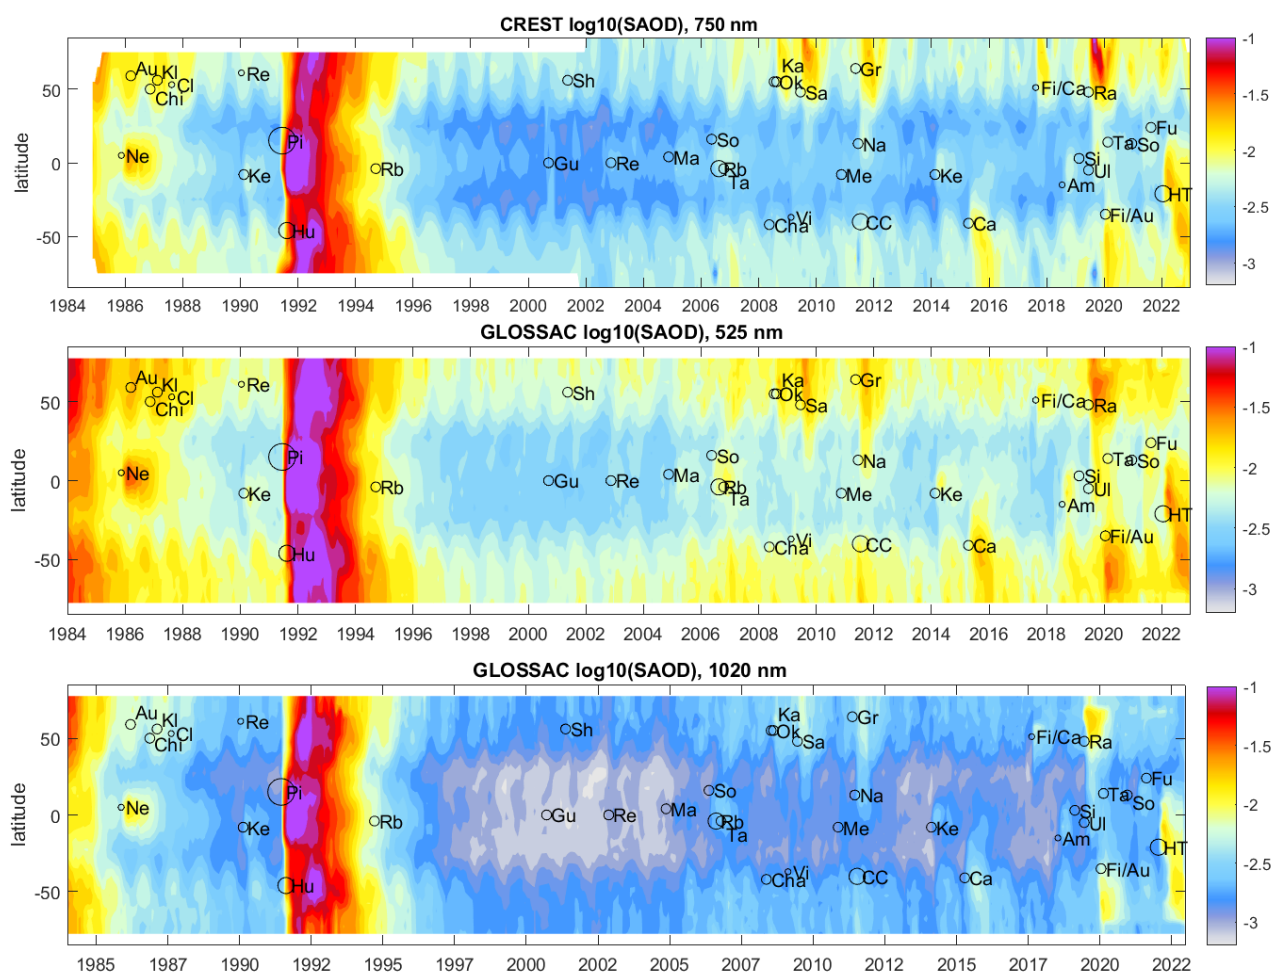 CREST log10(SAOD), 750 nm
latitude
50
0
-50
Au Kl
Chi Cl
Ne
Re
Ke
Pi
Hu
Rb
Sh
Gu
Re
Ma
So
Rb
Ta
Ka
Ok
Sa
Cha
Vi
Gr
Na
Me
CC
Ke
Ca
Fi/Ca
Ra
Si
Ul
Am
Ta
So
Fu
Fi/Au
HT
-1
-1.5
-2
-2.5
-3
1984 1986 1988 1990 1992 1994 1996 1998 2000 2002 2004 2006 2008 2010 2012 2014 2016 2018 2020 2022
GLOSSAC log10(SAOD), 525 nm
latitude
50
0
-50
Au Kl
Chi Cl
Ne
Re
Ke
Pi
Hu
Rb
Sh
Gu
Re
Ma
So
Rb
Ta
Ka
Ok
Sa
Cha
Vi
Gr
Na
Me
CC
Ke
Ca
Fi/Ca
Ra
Si
Ul
Am
Ta
So
Fu
Fi/Au
HT
-1
-1.5
-2
-2.5
-3
1984 1986 1988 1990 1992 1994 1996 1998 2000 2002 2004 2006 2008 2010 2012 2014 2016 2018 2020 2022
GLOSSAC log10(SAOD), 1020 nm
latitude
50
0
-50
Au Kl
Chi Cl
Ne
Re
Ke
Pi
Hu
Rb
Sh
Gu
Re
Ma
So
Rb
Ta
Ka
Ok
Sa
Cha
Vi
Gr
Na
Me
CC
Ke
Ca
Fi/Ca
Ra
Si
Ul
Am
Ta
So
Fu
Fi/Au
HT
-1
-1.5
-2
-2.5
-3
1985 1987 1990 1992 1995 1997 2000 2002 2005 2007 2010 2012 2015 2017 2020 2022